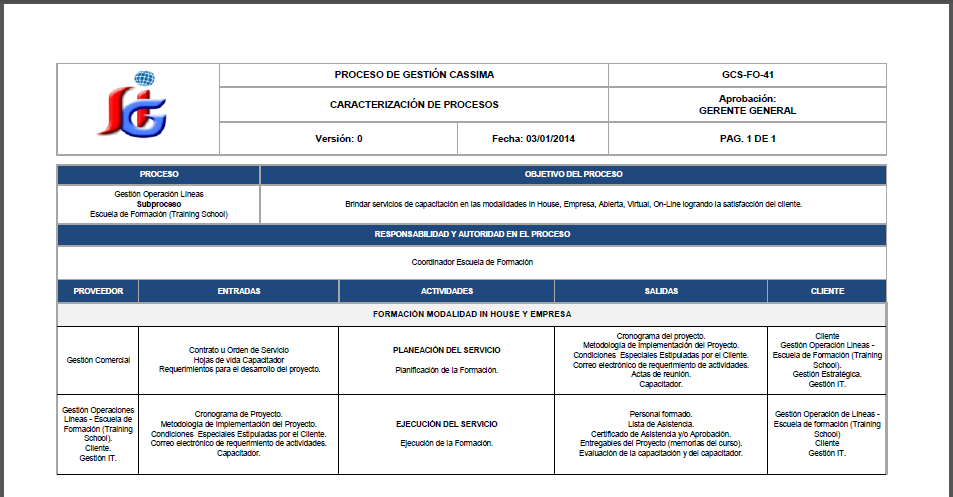 PROCESO DE GESTIÓN CASSIMA
GCS-FO-41
CARACTERIZACIÓN DE PROCESOS
Aprobación:
GERENTE GENERAL
Versión: 0
Fecha: 03/01/2014
PAG. 1 DE 1
PROCESO
OBJETIVO DEL PROCESO
Gestión Operación Líneas
Subproceso
Escuela de Formación (Training School)
Brindar servicios de capacitación en las modalidades In House, Empresa, Abierta, Virtual, On-Line logrando la satisfacción del cliente.
RESPONSABILIDAD Y AUTORIDAD EN EL PROCESO
Coordinador Escuela de Formación
PROVEEDOR
ENTRADAS
ACTIVIDADES
SALIDAS
CLIENTE
FORMACIÓN MODALIDAD IN HOUSE Y EMPRESA
Gestión Comercial
Contrato u Orden de Servicio
Hojas de vida Capacitador
Requerimientos para el desarrollo del proyecto.
PLANEACIÓN DEL SERVICIO
Planificación de la Formación.
Cronograma del proyecto.
Metodología de Implementación del Proyecto.
Condiciones Especiales Estipuladas por el Cliente.
Correo electrónico de requerimiento de actividades.
Actas de reunión.
Capacitador.
Cliente
Gestión Operación Líneas -
Escuela de Formación (Training
School).
Gestión Estratégica.
Gestión IT.
Gestión Operaciones
Líneas - Escuela de
Formación (Training
School).
Cliente.
Gestión IT.
Cronograma de Proyecto.
Metodología de Implementación del Proyecto.
Condiciones Especiales Estipuladas por el Cliente.
Correo electrónico de requerimiento de actividades.
Capacitador.
EJECUCIÓN DEL SERVICIO
Ejecución de la Formación.
Personal formado.
Lista de Asistencia.
Certificado de Asistencia y/o Aprobación.
Entregables del Proyecto (memorias del curso).
Evaluación de la capacitación y del capacitador.
Gestión Operación de Líneas -
Escuela de formación (Training
School)
Cliente
Gestión IT.